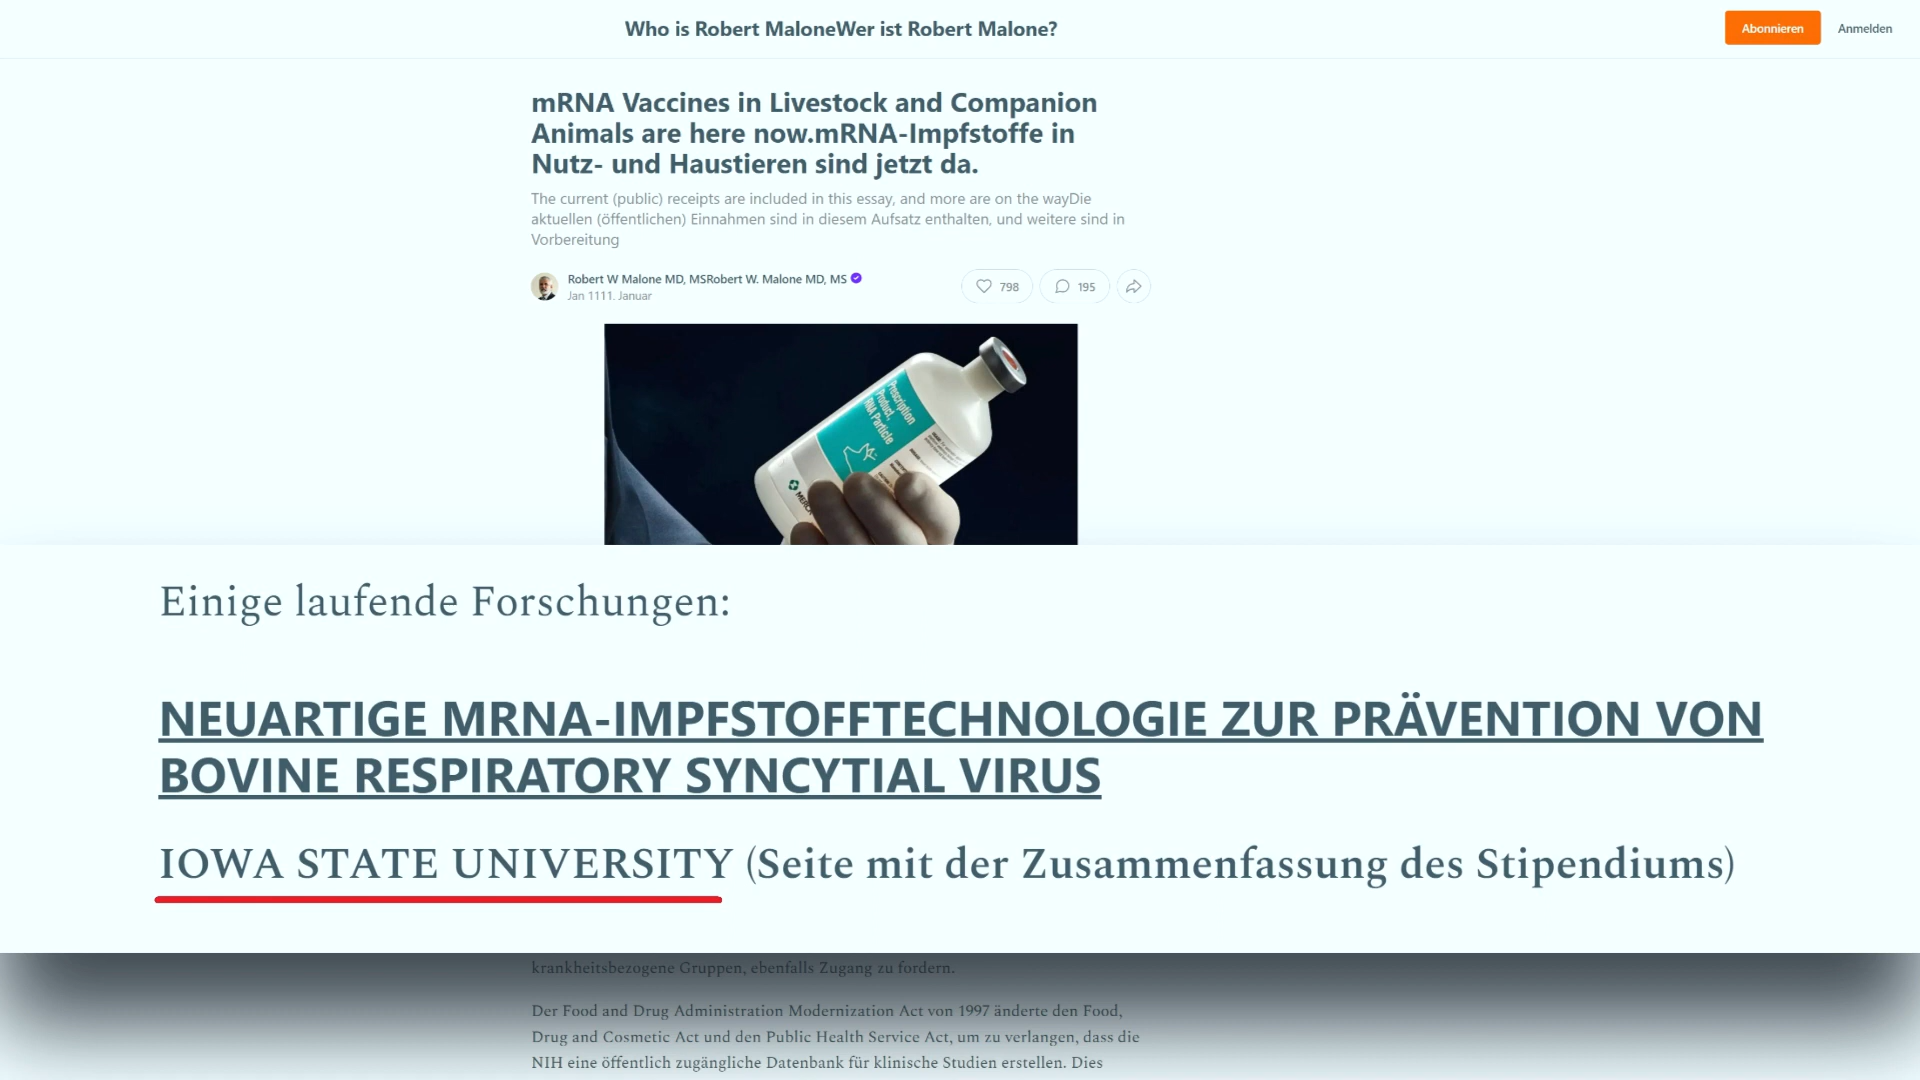 Who is Robert MaloneWer ist Robert Malone?
Abonnieren
Anmelden
mRNA Vaccines in Livestock and Companion
Animals are here now.mRNA-Impfstoffe in
Nutz- und Haustieren sind jetzt da.
The current (public) receipts are included in this essay, and more are on the wayDie
aktuellen (öffentlichen) Einnahmen sind in diesem Aufsatz enthalten, und weitere sind in
Vorbereitung
Robert W Malone MD, MSRobert W. Malone MD, MS
Jan 1111. Januar
798
195
Prescription
Product,
RNA Particle
MERCK
Einige laufende Forschungen:
NEUARTIGE MRNA-IMPFSTOFFTECHNOLOGIE ZUR PRÄVENTION VON
BOVINE RESPIRATORY SYNCYTIAL VIRUS
IOWA STATE UNIVERSITY (Seite mit der Zusammenfassung des Stipendiums)
krankheitsbezogene Gruppen, ebenfalls Zugang zu fordern.
Der Food and Drug Administration Modernization Act von 1997 änderte den Food,
Drug and Cosmetic Act und den Public Health Service Act, um zu verlangen, dass die
NIH eine öffentlich zugängliche Datenbank für klinische Studien erstellen. Dies